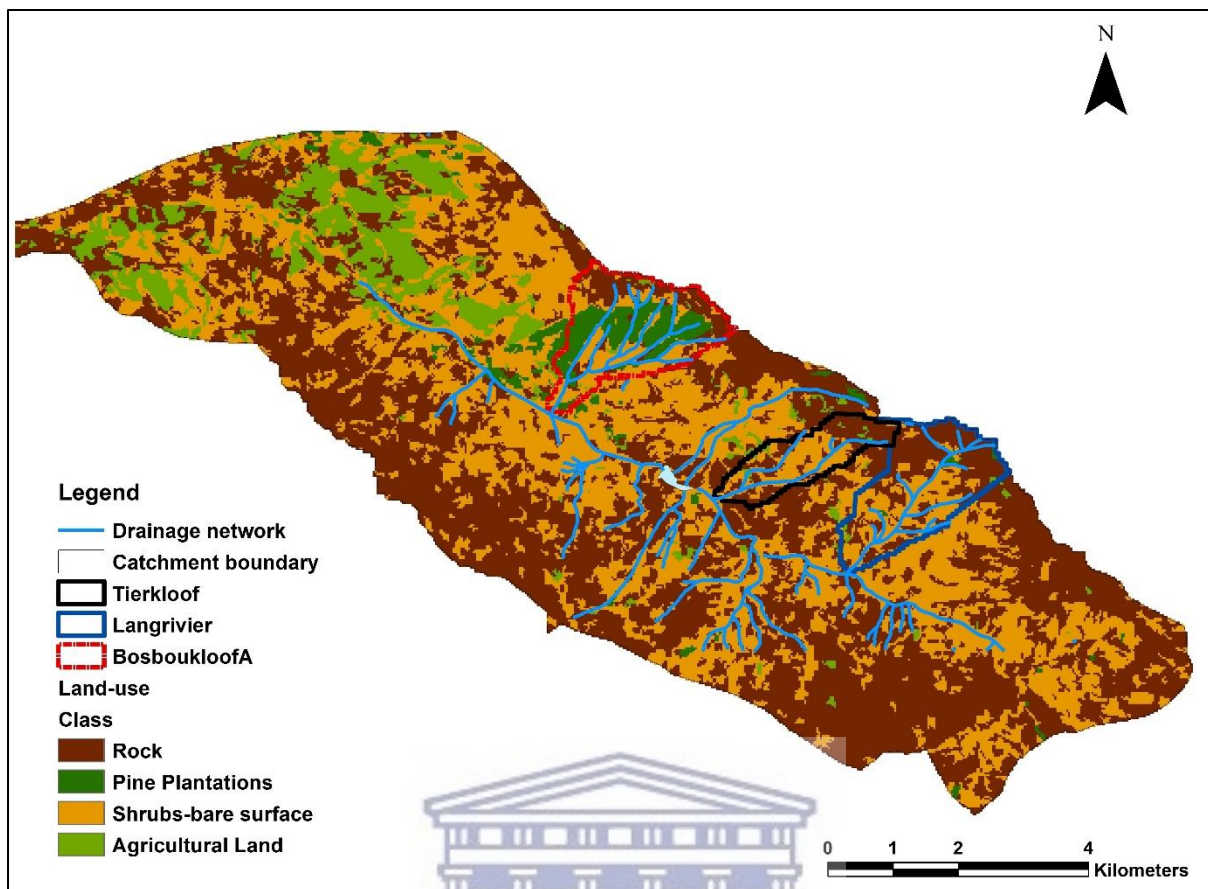 N
Legend
Drainage network
Catchment boundary
Tierkloof
Langrivier
BosboukloofA
Land-use
Class
Rock
Pine Plantations
Shrubs-bare surface
Agricultural Land
0 1 2 4
Kilometers